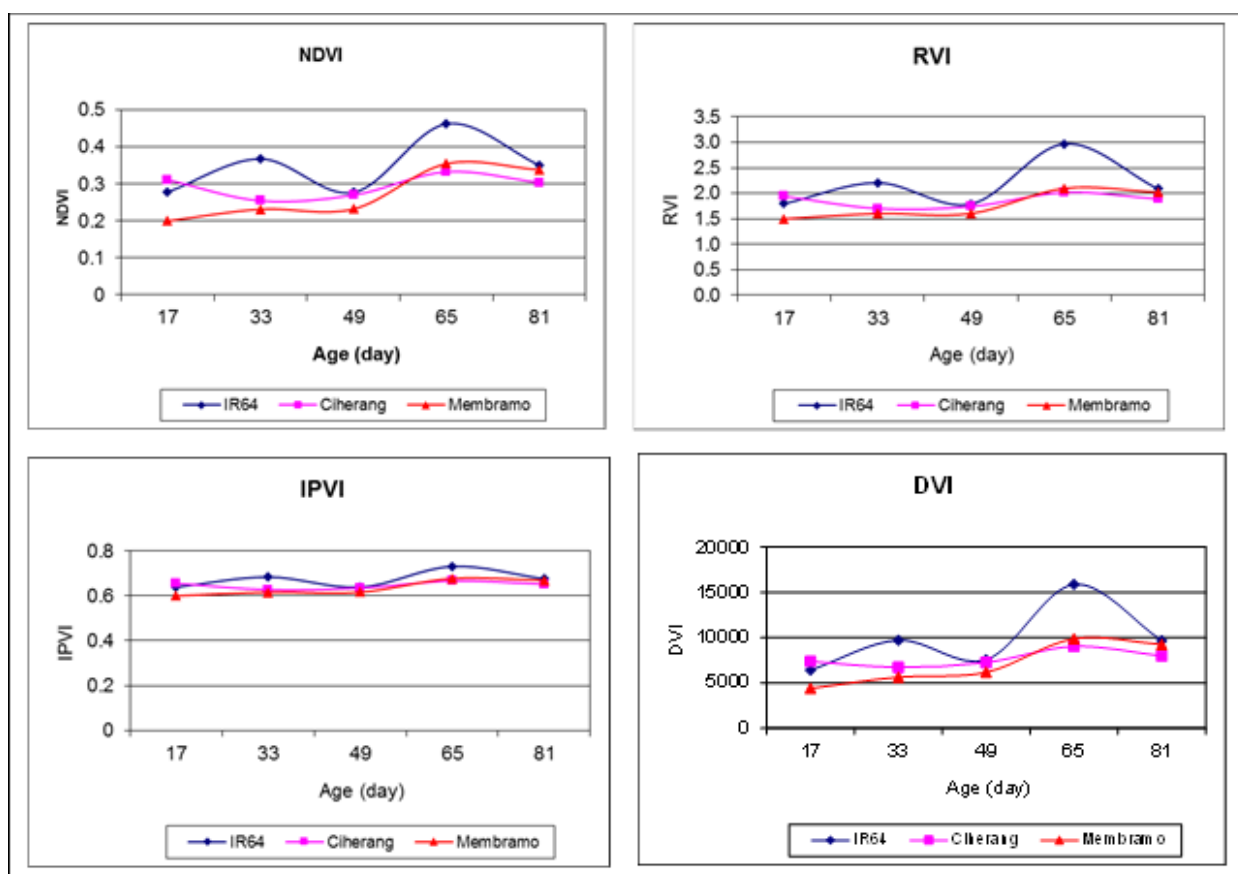 NDVI
0.5
0.4
0.3
0.2
0.1
0
NDVI
17 33 49 65 81
Age (day)
IR64 Ciherang Membramo
RVI
3.5
3.0
2.5
2.0
1.5
1.0
0.5
0.0
RVI
17 33 49 65 81
Age (day)
IR64 Ciherang Membramo
IPVI
0.8
0.6
0.4
0.2
0
IPVI
17 33 49 65 81
Age (day)
IR64 Ciherang Membramo
DVI
20000
15000
10000
5000
0
DVI
17 33 49 65 81
Age (day)
IR64 Ciherang Membramo